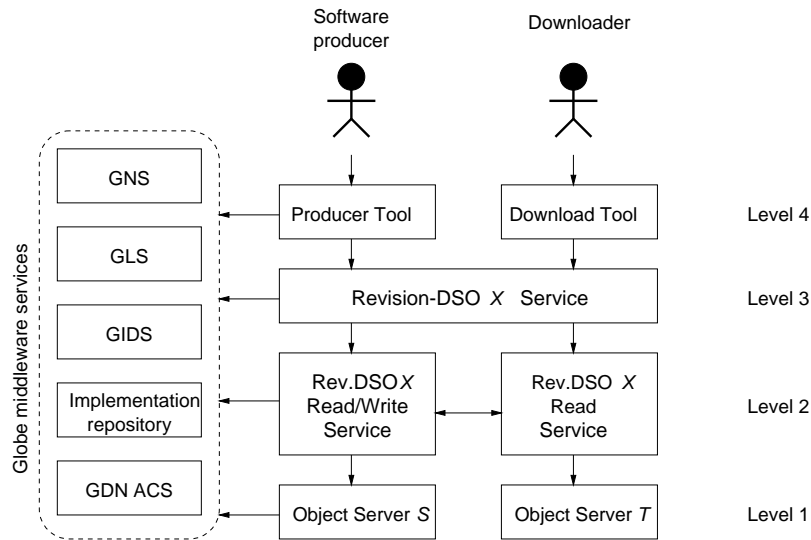 Software
producer
Downloader
Globe middleware services
GNS
GLS
GIDS
Implementation
repository
GDN ACS
Producer Tool
Download Tool
Level 4
Revision-DSO X Service
Level 3
Rev.DSO X
Read/Write
Service
Rev.DSO X
Read
Service
Level 2
Object Server S
Object Server T
Level 1